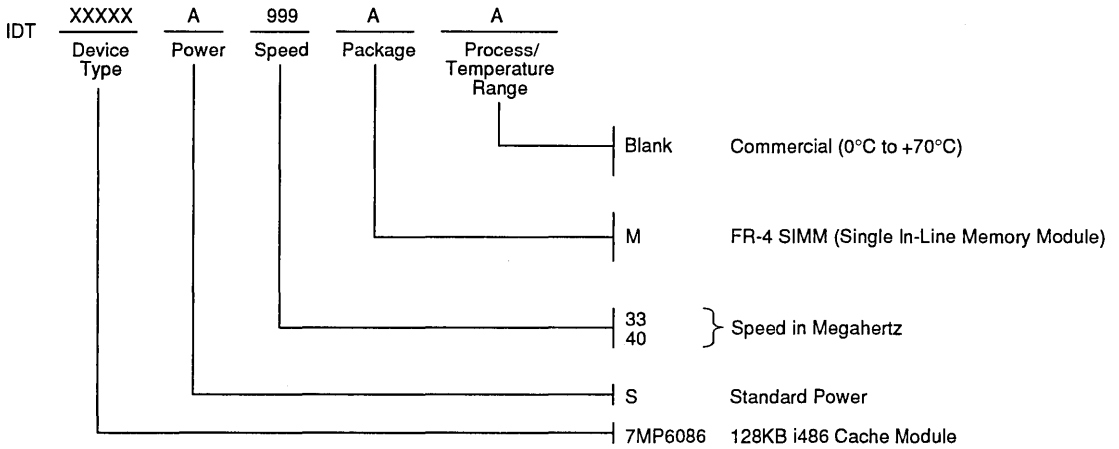 IDT XXXXX A 999 A A
Device Type
Power
Speed
Package
Process/
Temperature
Range
Blank Commercial (0°C to +70°C)
M FR-4 SIMM (Single In-Line Memory Module)
33
40
Speed in Megahertz
S Standard Power
7MP6086 128KB i486 Cache Module